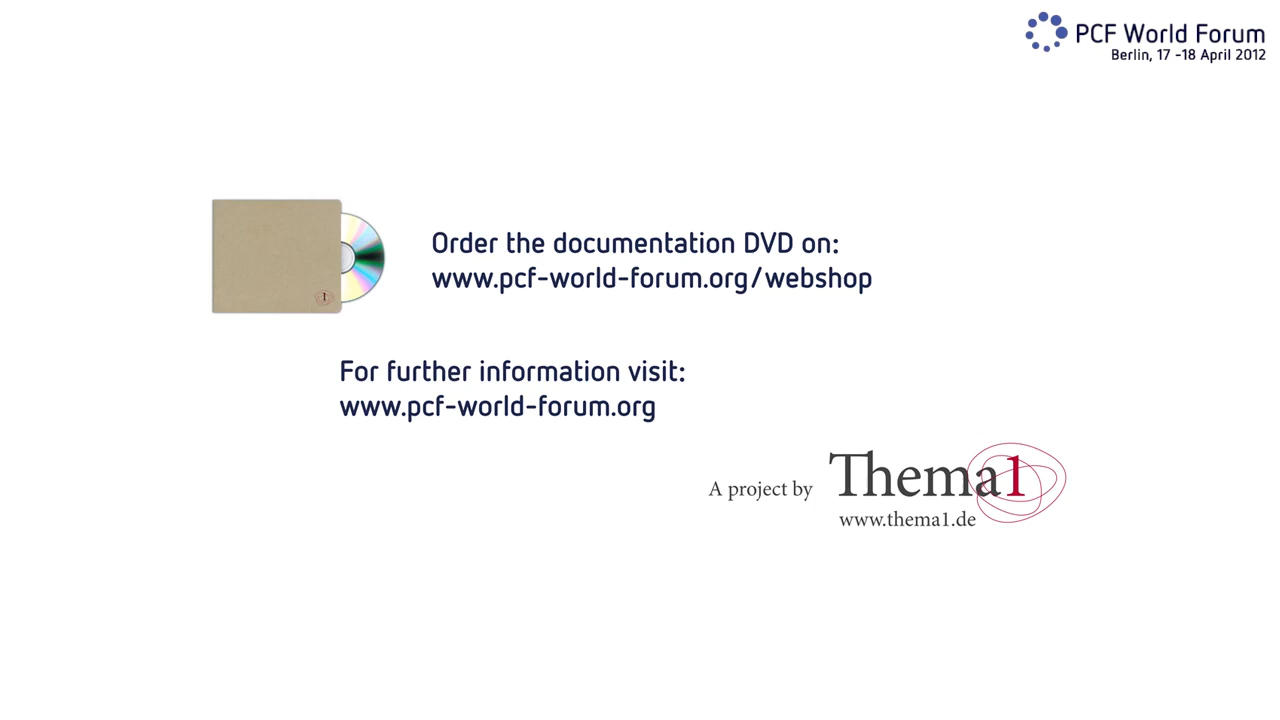 PCF World Forum
Berlin, 17 -18 April 2012
Order the documentation DVD on:
www.pcf-world-forum.org/webshop
1
For further information visit:
www.pcf-world-forum.org
A project by Thema1
www.thema1.de